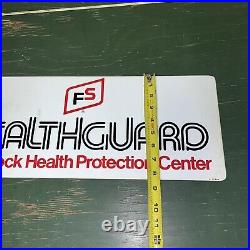 FS
EALTHGUARD
ock Health Protection Center